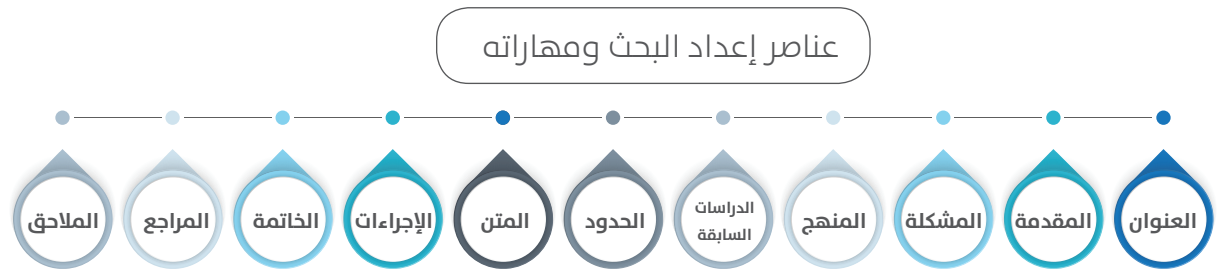 عناصر إعداد البحث ومهاراته
العنوان
المقدمة
المشكلة
المنهج
الدراسات
السابقة
الحدود
المتن
الإجراءات
الخاتمة
المراجع
الملاحق